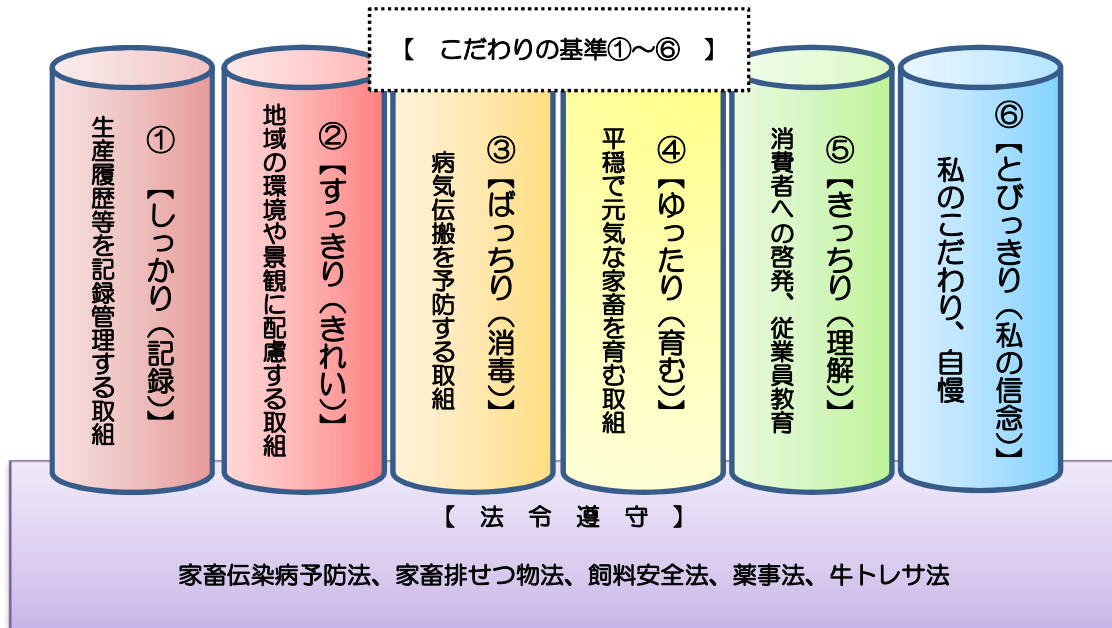 【　こだわりの基準①～⑥　】
①　【しっかり（記録）】
生産履歴等を記録管理する取組
②【すっきり（きれい）】
地域の環境や景観に配慮する取組
③【ばっちり（消毒）】
病気伝搬を予防する取組
④【ゆったり（育む）】
平穏で元気な家畜を育む取組
⑤【きっちり（理解）】
消費者への啓発、従業員教育
⑥【とびっきり（私の信念）】
私のこだわり、自慢
【　法　令　遵　守　】
家畜伝染病予防法、家畜排せつ物法、飼料安全法、薬事法、牛トレサ法